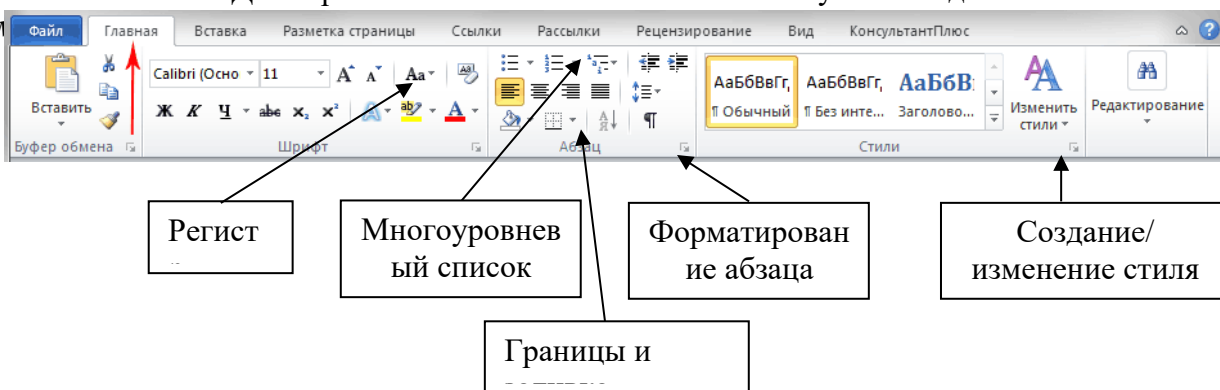 Файл Главная Вставка Разметка страницы Ссылки Рассылки Рецензирование Вид КонсультантПлюс
Calibri (Осно 11 А А Аа
Вставить
Ж К Ч abc x₂ x² ab А
АаБбВвГг, АаБбВвГг, АаБбВ
¶ Обычный ¶ Без инте... Заголово...
Изменить стили
Редактирование
Буфер обмена Шрифт Абзац Стили
Регист
Многоуровнев
ый список
Форматирован
ие абзаца
Создание/
изменение стиля
Границы и